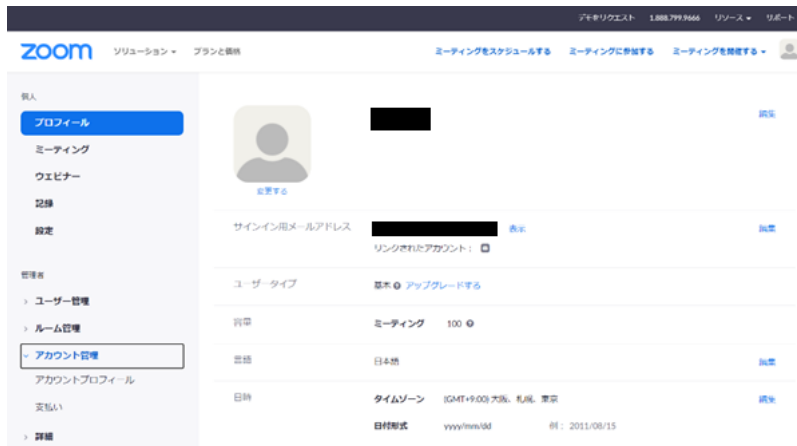 デモをリクエスト 1.888.799.9666 リソース サポート
zoom ソリューション プランと価格 ミーティングをスケジュールする ミーティングに参加する ミーティングを開催する
個人
プロフィール
編集
ミーティング
ウェビナー
変更する
記録
設定
サインイン用メールアドレス 表示 編集
リンクされたアカウント:
管理者
ユーザータイプ 基本 アップグレードする
ユーザー管理
ルーム管理
容量 ミーティング 100
アカウント管理
言語 日本語 編集
アカウントプロフィール
支払い
日時 タイムゾーン (GMT+9:00) 大阪、札幌、東京 編集
詳細
日付形式 yyyy/mm/dd 例: 2011/08/15